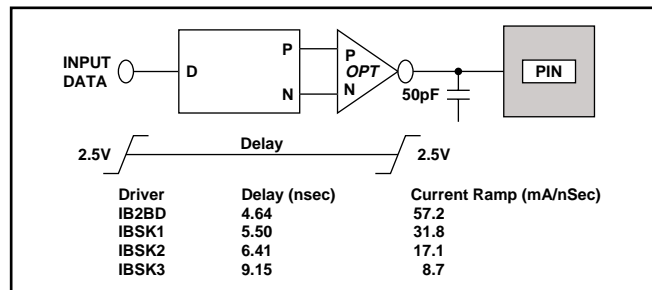 INPUT
DATA
D
P
N
P
OPT
N
50pF
PIN
2.5V
Delay
2.5V
Driver Delay (nsec) Current Ramp (mA/nSec)
IB2BD 4.64 57.2
IBSK1 5.50 31.8
IBSK2 6.41 17.1
IBSK3 9.15 8.7